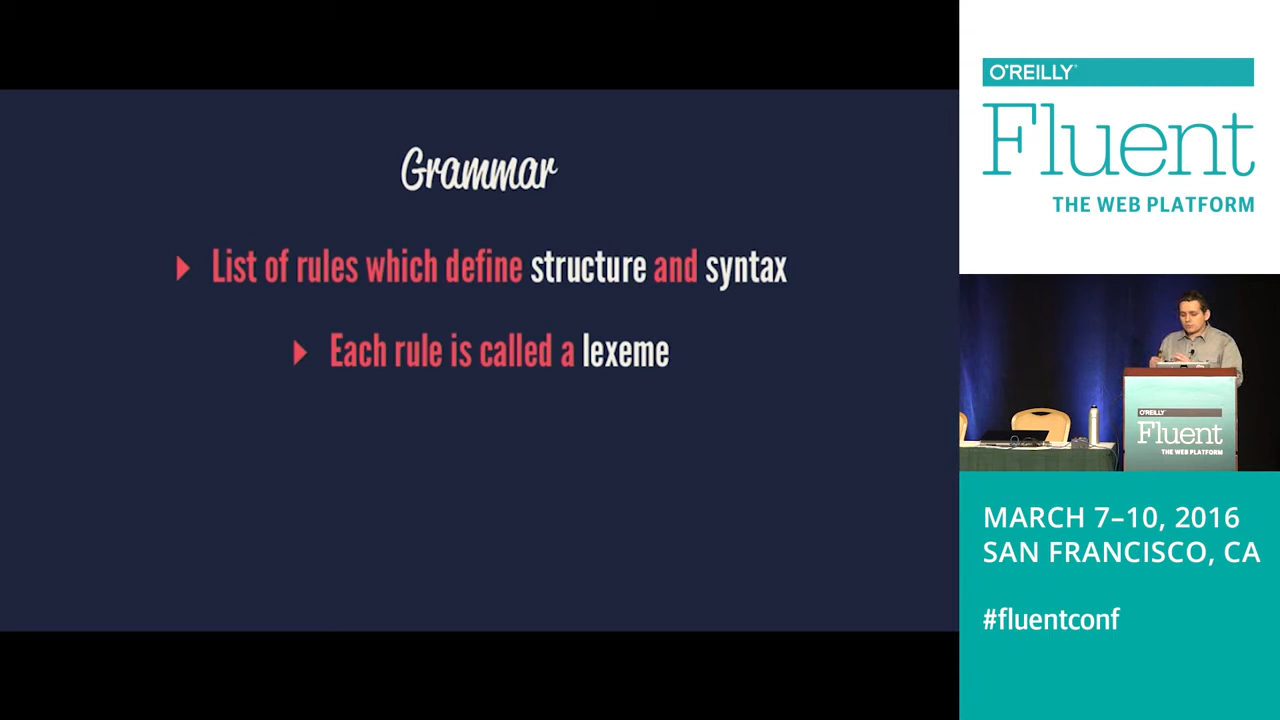 Grammar
List of rules which define structure and syntax
Each rule is called a lexeme
O'REILLY®
Fluent
THE WEB PLATFORM
O'REILLY
Fluent
THE WEB PLATFORM
MARCH 7–10, 2016
SAN FRANCISCO, CA
#fluentconf